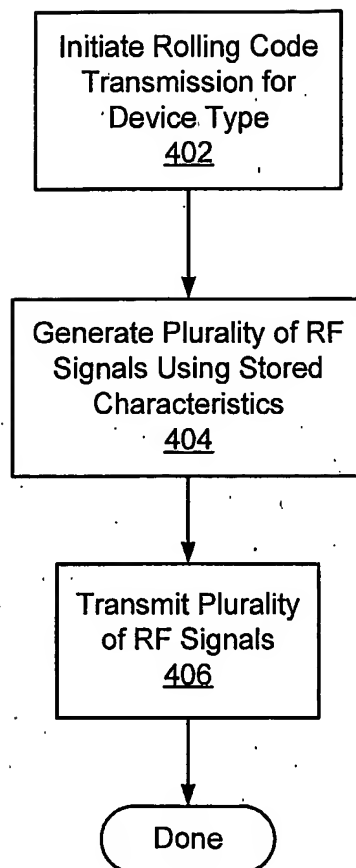 Initiate Rolling Code
Transmission for
Device Type
402
Generate Plurality of RF
Signals Using Stored
Characteristics
404
Transmit Plurality
of RF Signals
406
Done